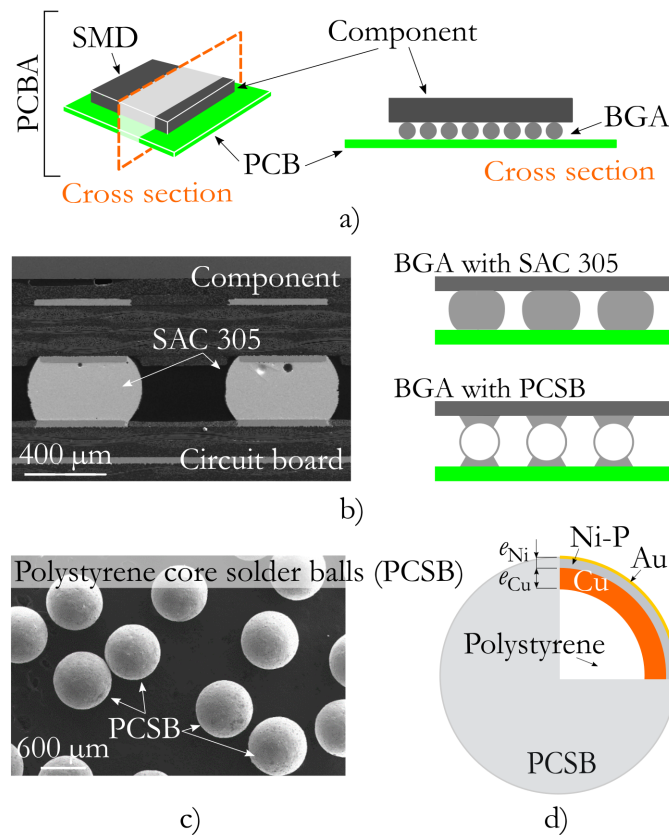 SMD
Component
PCBA
BGA
PCB
Cross section
Cross section
a)
Component
SAC 305
400 μm
Circuit board
BGA with SAC 305
BGA with PCSB
b)
Polystyrene core solder balls (PCSB)
PCSB
600 μm
c)
Ni-P
eNi
Au
eCu
Cu
Polystyrene
PCSB
d)